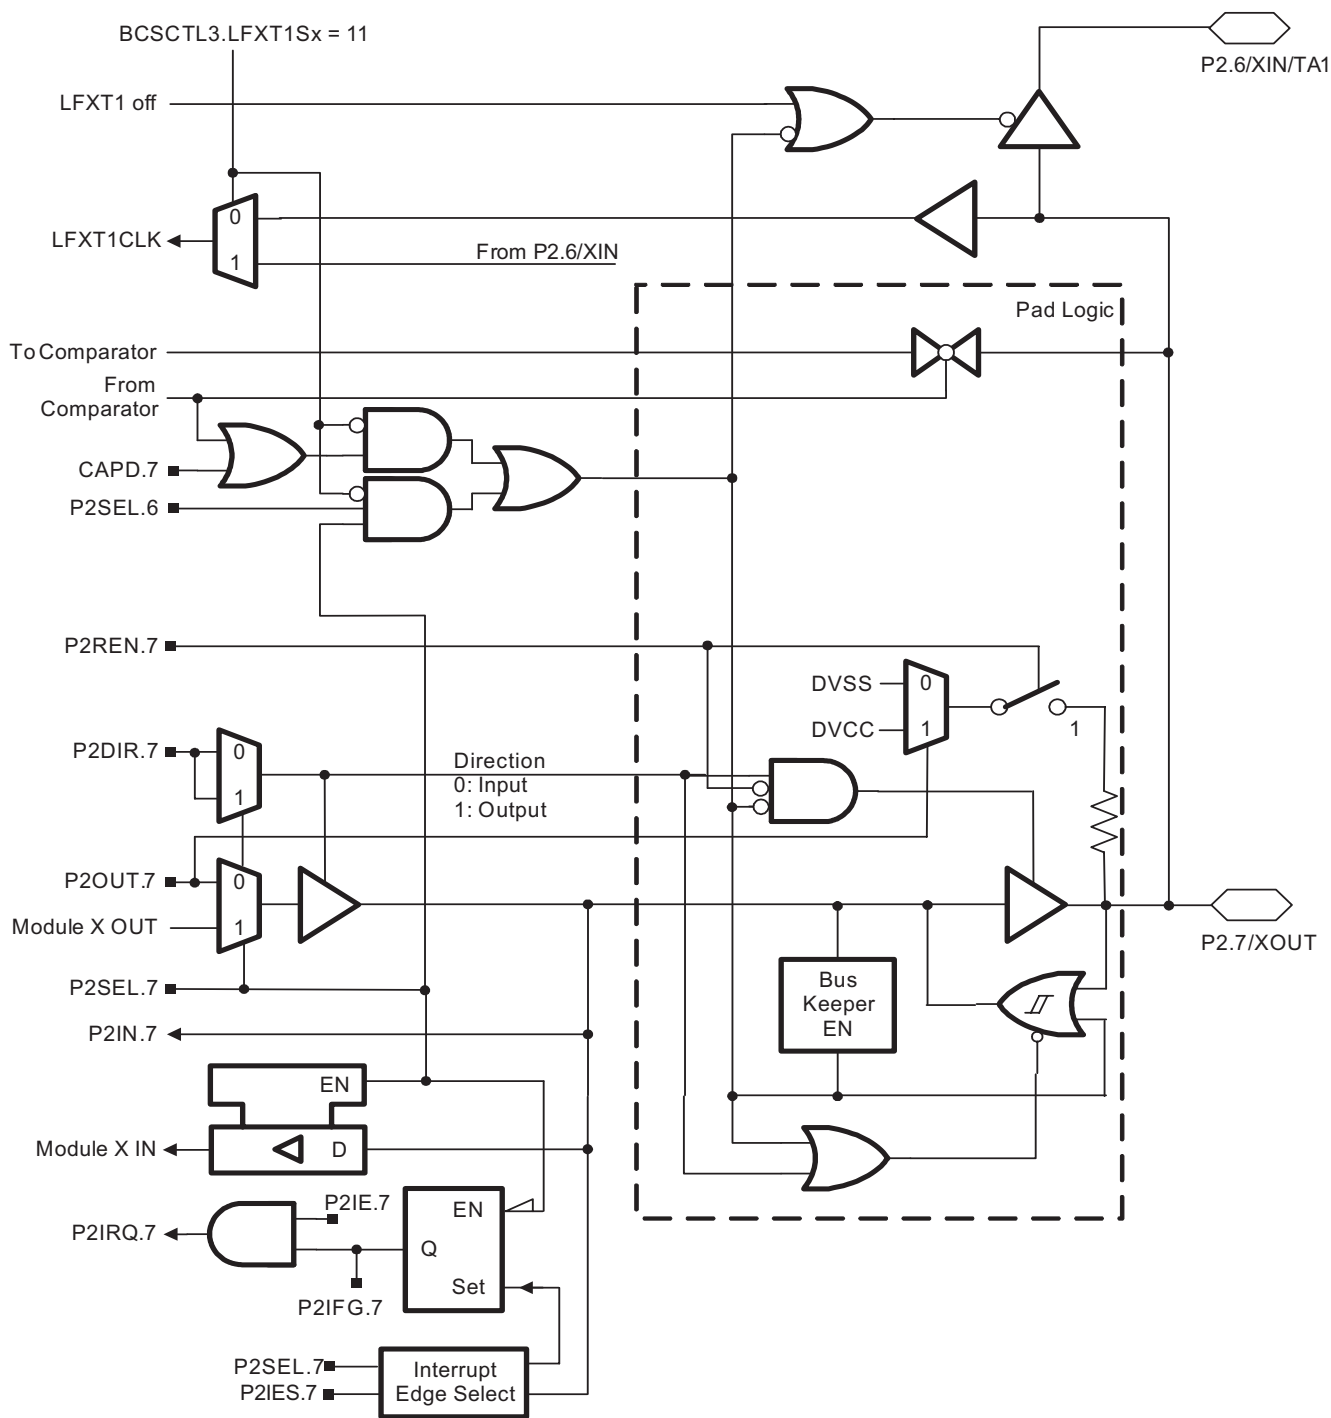 BCSCTL3.LFXT1Sx = 11
P2.6/XIN/TA1
LFXT1 off
0
LFXT1CLK
1
From P2.6/XIN
Pad Logic
To Comparator
From
Comparator
CAPD.7
P2SEL.6
P2REN.7
DVSS
0
DVCC
1
1
P2DIR.7
0
1
Direction
0: Input
1: Output
P2OUT.7
0
Module X OUT
1
P2.7/XOUT
P2SEL.7
Bus
Keeper
EN
P2IN.7
EN
Module X IN
D
P2IE.7
EN
P2IRQ.7
Q
Set
P2IFG.7
P2SEL.7
P2IES.7
Interrupt
Edge Select